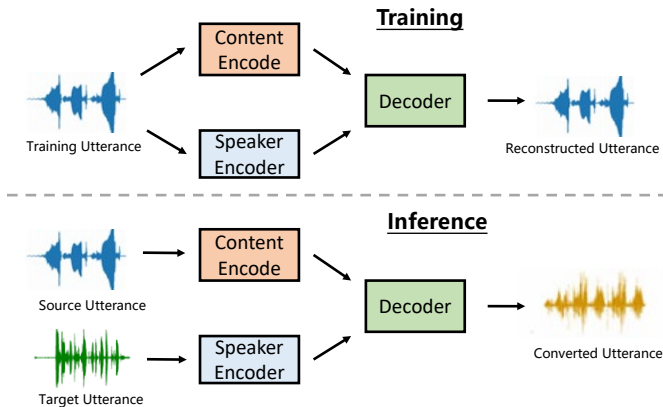 Training
Content
Encode
Decoder
Speaker
Encoder
Training Utterance
Reconstructed Utterance
Inference
Content
Encode
Source Utterance
Decoder
Speaker
Encoder
Target Utterance
Converted Utterance